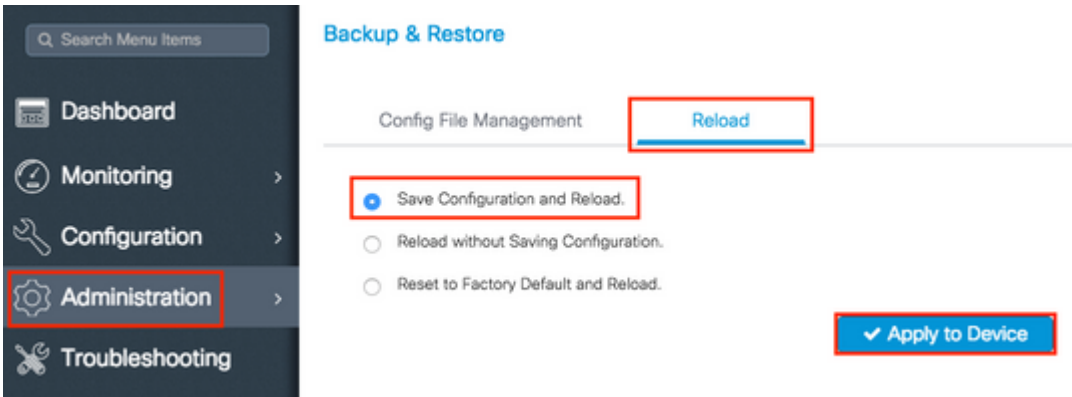 Search Menu Items
Dashboard
Monitoring
Configuration
Administration
Troubleshooting
Backup & Restore
Config File Management
Reload
Save Configuration and Reload.
Reload without Saving Configuration.
Reset to Factory Default and Reload.
Apply to Device